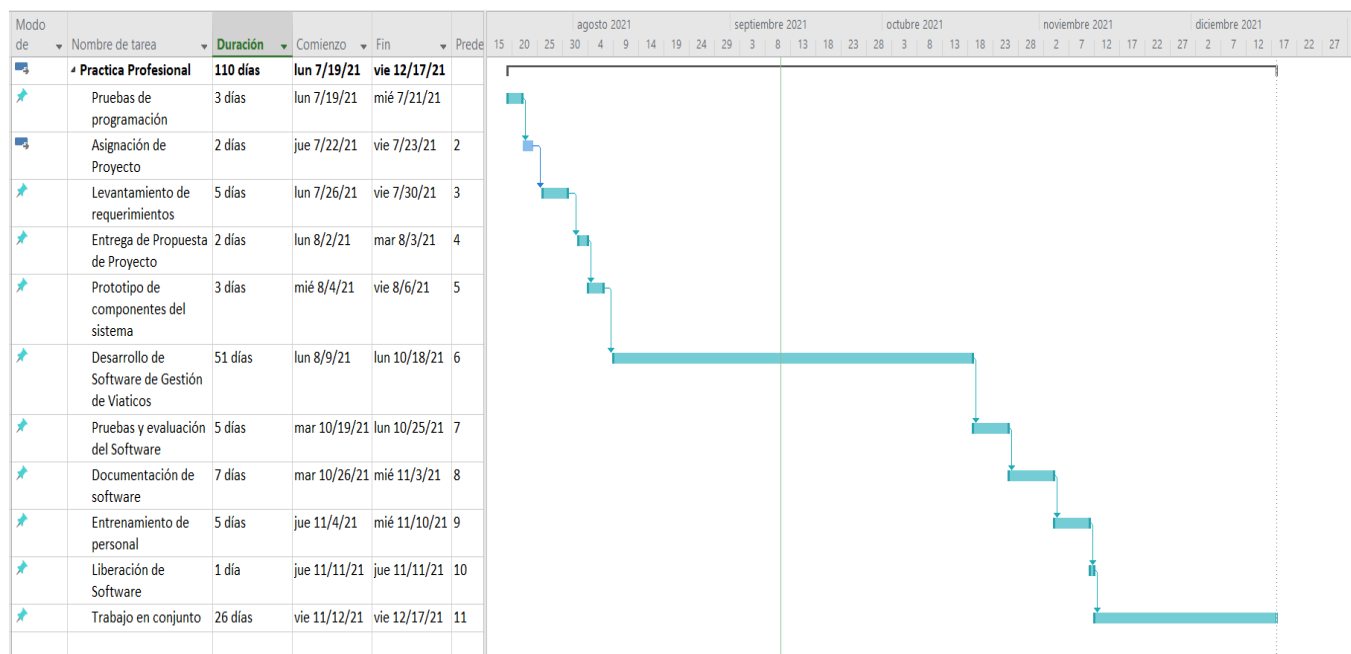 Modo
de Nombre de tarea Duración Comienzo Fin Prede
agosto 2021 septiembre 2021 octubre 2021 noviembre 2021 diciembre 2021
15 20 25 30 4 9 14 19 24 29 3 8 13 18 23 28 3 8 13 18 23 28 2 7 12 17 22 27 2 7 12 17 22 27
Practica Profesional 110 días lun 7/19/21 vie 12/17/21
Pruebas de 3 días lun 7/19/21 mié 7/21/21
programación
Asignación de 2 días jue 7/22/21 vie 7/23/21 2
Proyecto
Levantamiento de 5 días lun 7/26/21 vie 7/30/21 3
requerimientos
Entrega de Propuesta 2 días lun 8/2/21 mar 8/3/21 4
de Proyecto
Prototipo de 3 días mié 8/4/21 vie 8/6/21 5
componentes del
sistema
Desarrollo de 51 días lun 8/9/21 lun 10/18/21 6
Software de Gestión
de Viaticos
Pruebas y evaluación 5 días mar 10/19/21 lun 10/25/21 7
del Software
Documentación de 7 días mar 10/26/21 mié 11/3/21 8
software
Entrenamiento de 5 días jue 11/4/21 mié 11/10/21 9
personal
Liberación de 1 día jue 11/11/21 jue 11/11/21 10
Software
Trabajo en conjunto 26 días vie 11/12/21 vie 12/17/21 11